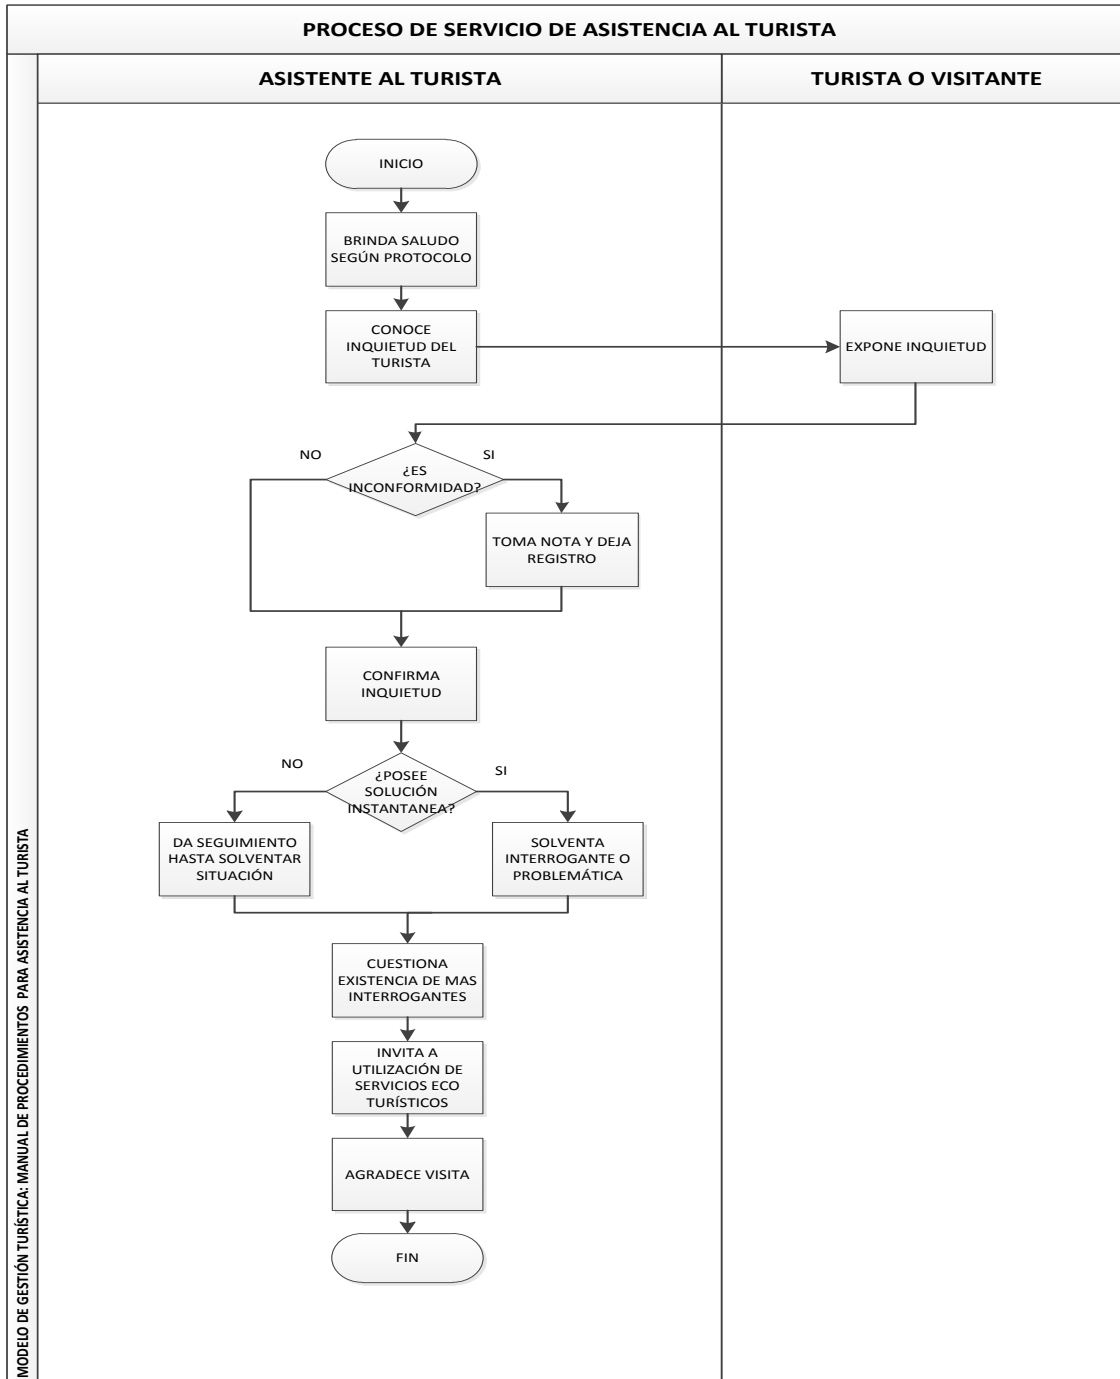 PROCESO DE SERVICIO DE ASISTENCIA AL TURISTA
ASISTENTE AL TURISTA
TURISTA O VISITANTE
INICIO
BRINDA SALUDO
SEGÚN PROTOCOLO
CONOCE
INQUIETUD DEL
TURISTA
EXPONE INQUIETUD
NO
SI
¿ES
INCONFORMIDAD?
TOMA NOTA Y DEJA
REGISTRO
CONFIRMA
INQUIETUD
NO
SI
¿POSEE
SOLUCIÓN
INSTANTANEA?
DA SEGUIMIENTO
HASTA SOLVENTAR
SITUACIÓN
SOLVENTA
INTERROGANTE O
PROBLEMÁTICA
CUESTIONA
EXISTENCIA DE MAS
INTERROGANTES
INVITA A
UTILIZACIÓN DE
SERVICIOS ECO
TURÍSTICOS
AGRADECE VISITA
FIN
MODELO DE GESTIÓN TURÍSTICA: MANUAL DE PROCEDIMIENTOS PARA ASISTENCIA AL TURISTA